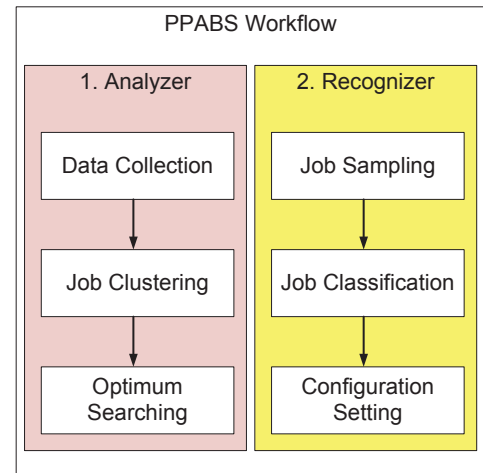 PPABS Workflow
1. Analyzer
Data Collection
Job Clustering
Optimum
Searching
2. Recognizer
Job Sampling
Job Classification
Configuration
Setting